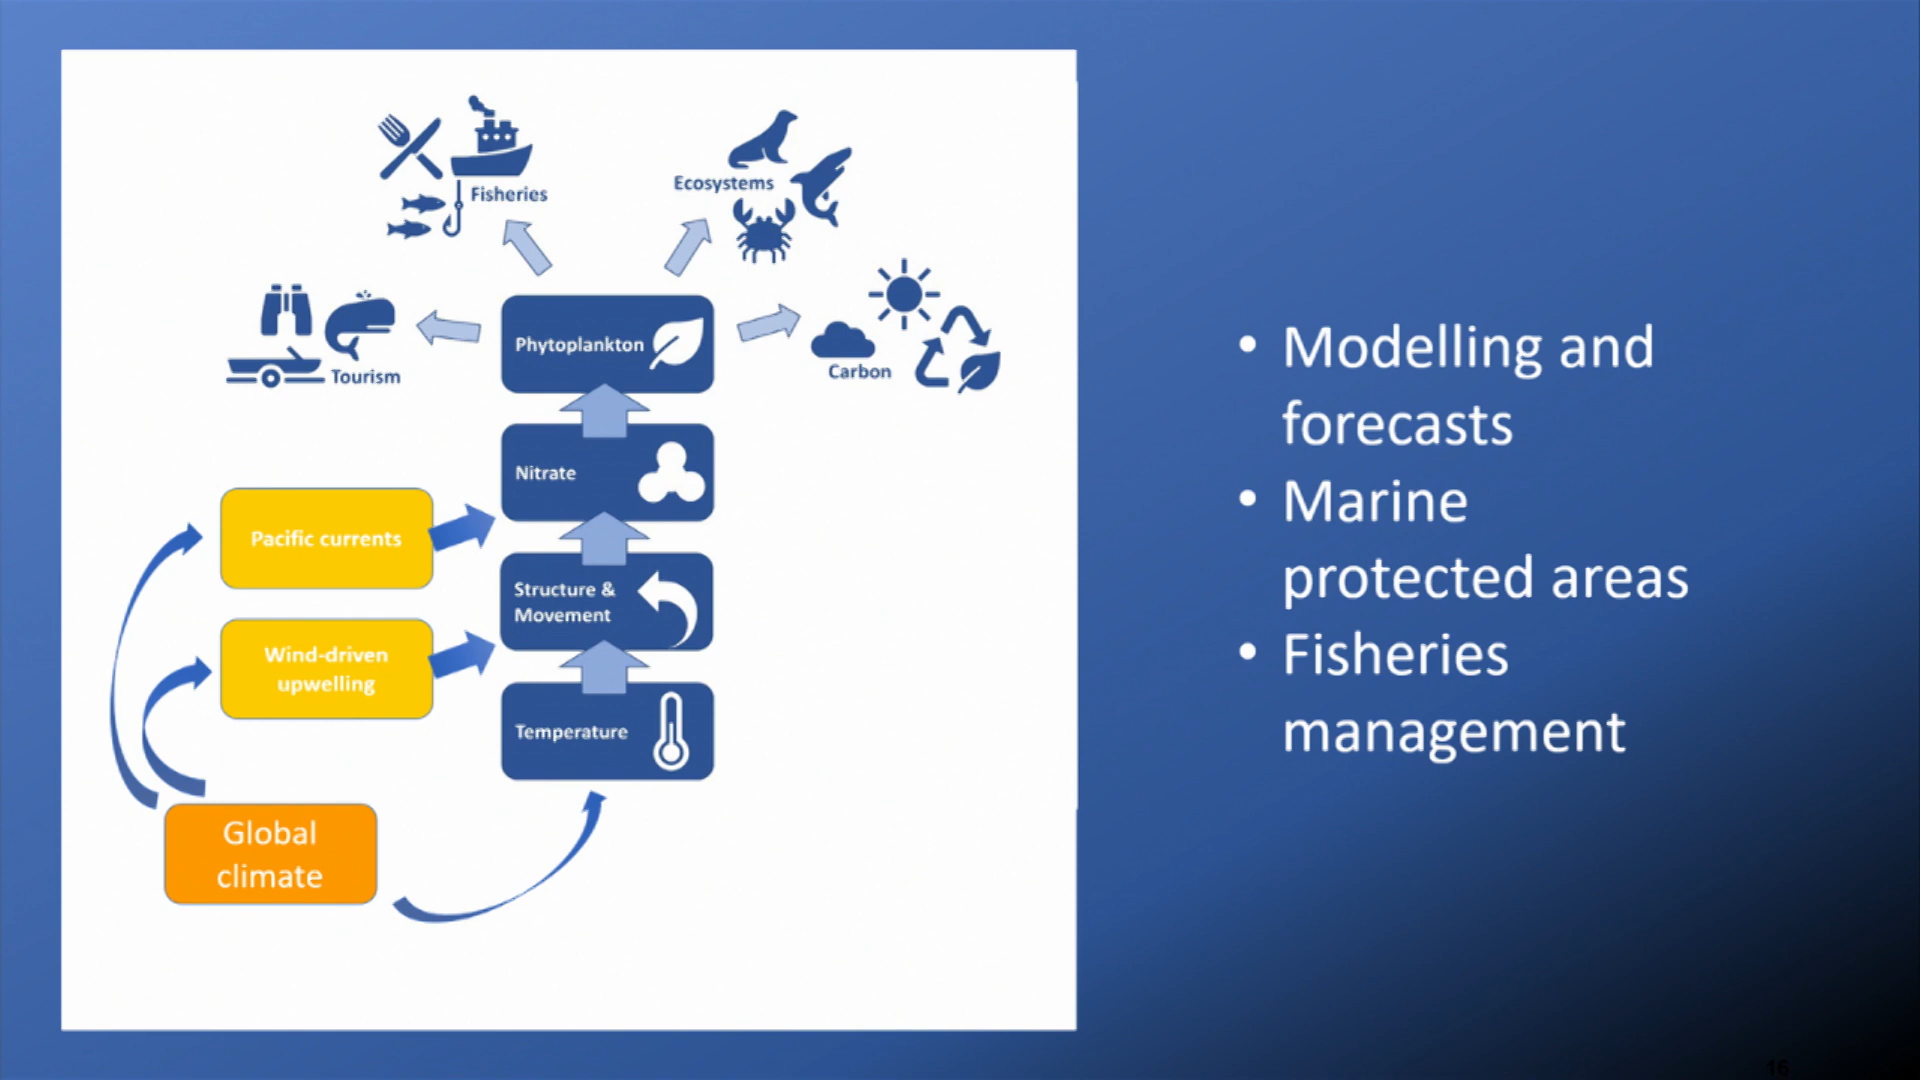 Fisheries
Ecosystems
Tourism
Phytoplankton
Carbon
Nitrate
Pacific currents
Structure &
Movement
Wind-driven
upwelling
Temperature
Global
climate
• Modelling and
forecasts
• Marine
protected areas
• Fisheries
management
16